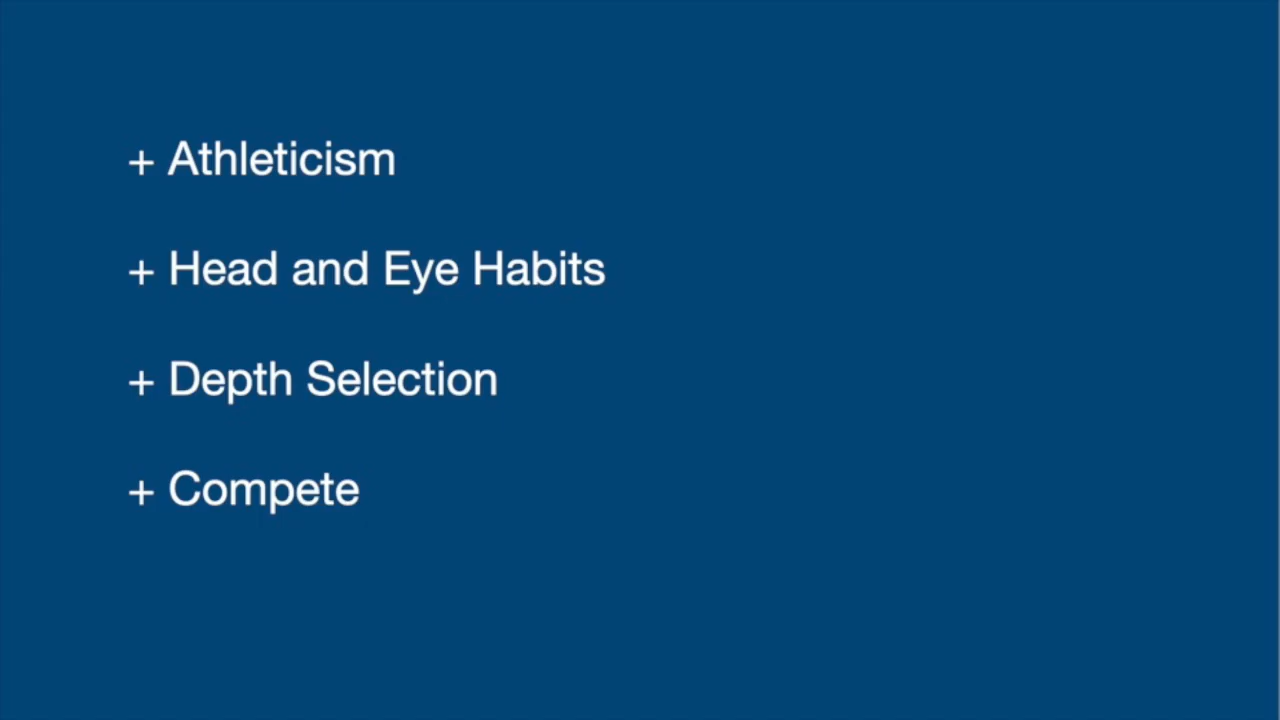 + Athleticism
+ Head and Eye Habits
+ Depth Selection
+ Compete